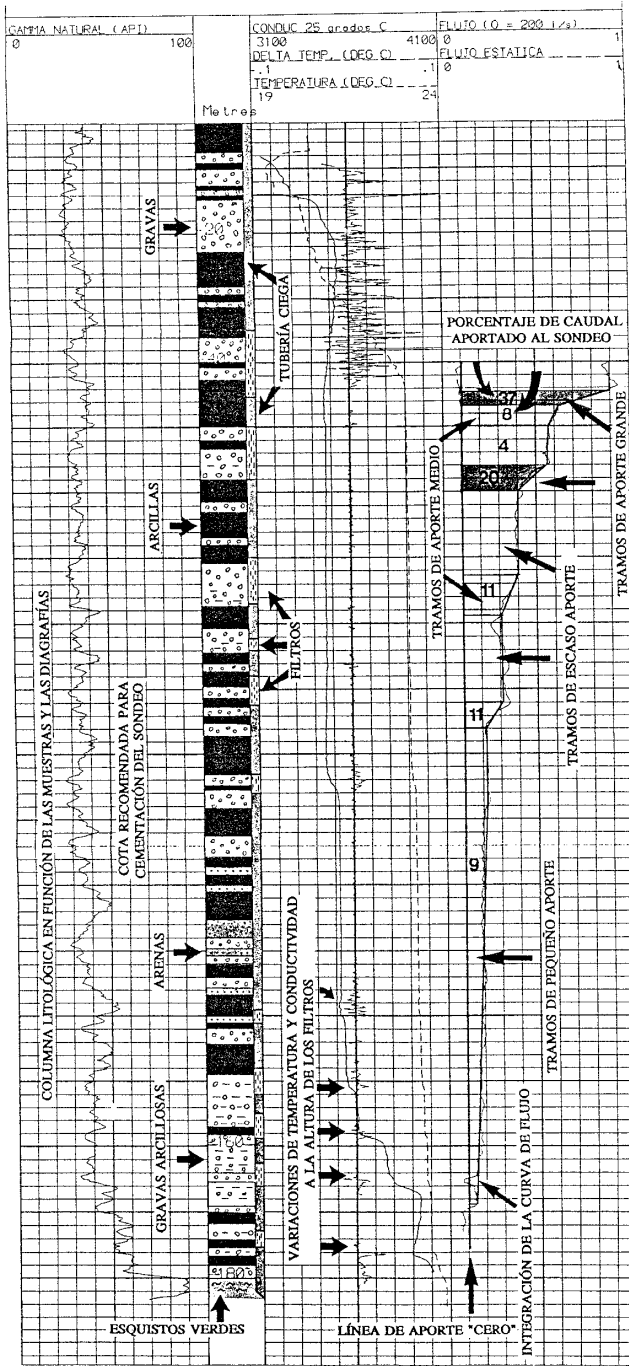 GAMMA NATURAL (API)
0 100
CONDUC 25 grados C
3100 4100
DELTA TEMP. (DEG C)
-.1 .1
TEMPERATURA (DEG C)
19 24
FLUJO (Q = 200 l/s)
0 1
FLUJO ESTATICA
0 1
Metres
20
40
160
180
GRAVAS
TUBERÍA CIEGA
ARCILLAS
FILTROS
COLUMNA LITOLÓGICA EN FUNCIÓN DE LAS MUESTRAS Y LAS DIAGRAFÍAS
COTA RECOMENDADA PARA
CEMENTACIÓN DEL SONDEO
ARENAS
GRAVAS ARCILLOSAS
VARIACIONES DE TEMPERATURA Y CONDUCTIVIDAD
A LA ALTURA DE LOS FILTROS
PORCENTAJE DE CAUDAL
APORTADO AL SONDEO
37
8
4
20
11
11
9
TRAMOS DE APORTE MEDIO
TRAMOS DE APORTE GRANDE
TRAMOS DE ESCASO APORTE
TRAMOS DE PEQUEÑO APORTE
INTEGRACIÓN DE LA CURVA DE FLUJO
ESQUISTOS VERDES
LÍNEA DE APORTE "CERO"